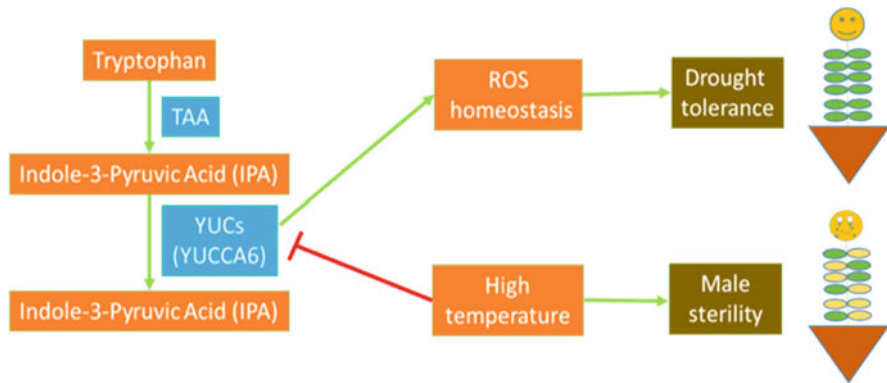 Tryptophan
TAA
Indole-3-Pyruvic Acid (IPA)
YUCs
(YUCCA6)
Indole-3-Pyruvic Acid (IPA)
ROS
homeostasis
Drought
tolerance
High
temperature
Male
sterility